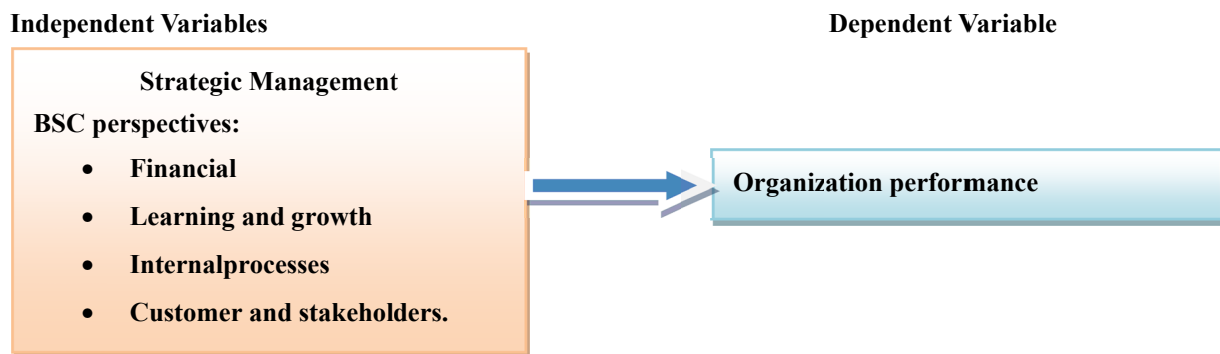 Independent Variables
Dependent Variable
Strategic Management
BSC perspectives:
• Financial
• Learning and growth
• Internalprocesses
• Customer and stakeholders.
Organization performance